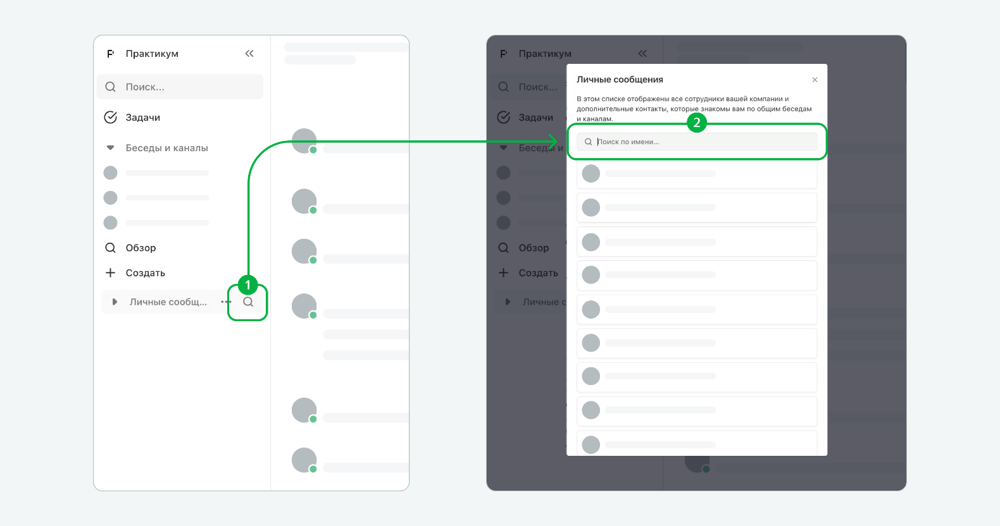 Практикум
Поиск...
Задачи
Беседы и каналы
Обзор
Создать
1
Личные сообщ...
Практикум
Поиск...
Задачи
Беседы и
Обзор
Создать
Личные с
Личные сообщения
В этом списке отображены все сотрудники вашей компании и
дополнительные контакты, которые знакомы вам по общим беседам
и каналам.
2
Поиск по имени...